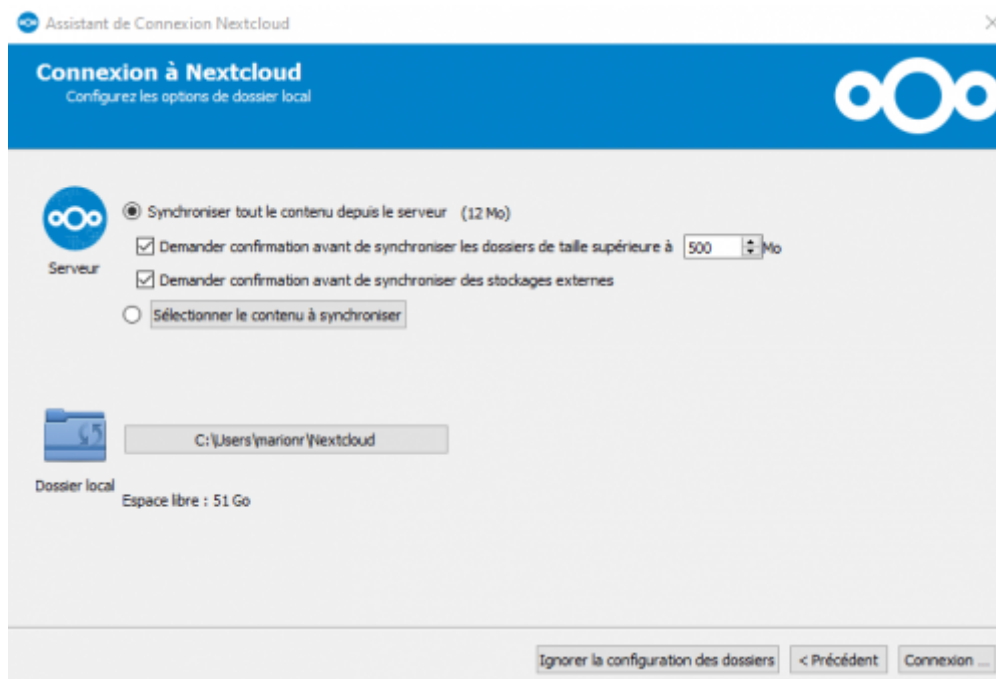 Assistant de Connexion Nextcloud
Connexion à Nextcloud
Configurez les options de dossier local
Synchroniser tout le contenu depuis le serveur (12 Mo)
Demander confirmation avant de synchroniser les dossiers de taille supérieure à 500 Mo
Serveur
Demander confirmation avant de synchroniser des stockages externes
Sélectionner le contenu à synchroniser
C:\Users\marionr\Nextcloud
Dossier local
Espace libre : 51 Go
Ignorer la configuration des dossiers < Précédent Connexion ...